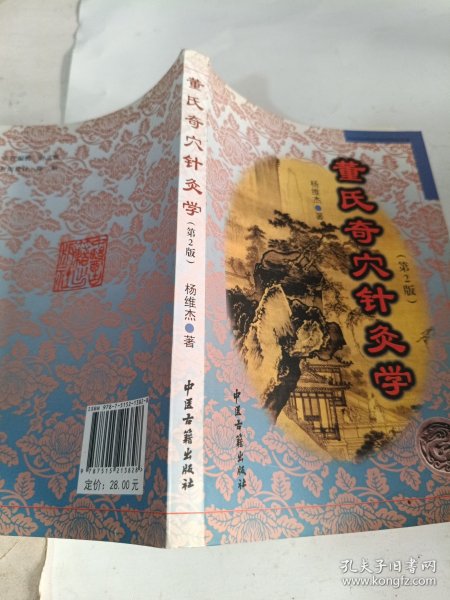 董氏奇穴针灸学
(第2版)
杨维杰●著
中医古籍出版社
董氏奇穴针灸学
(第2版)
杨维杰●著
中医古籍出版社
9 787515 213828 >
定价：28.00元
孔夫子旧书网
www.kongfz.com